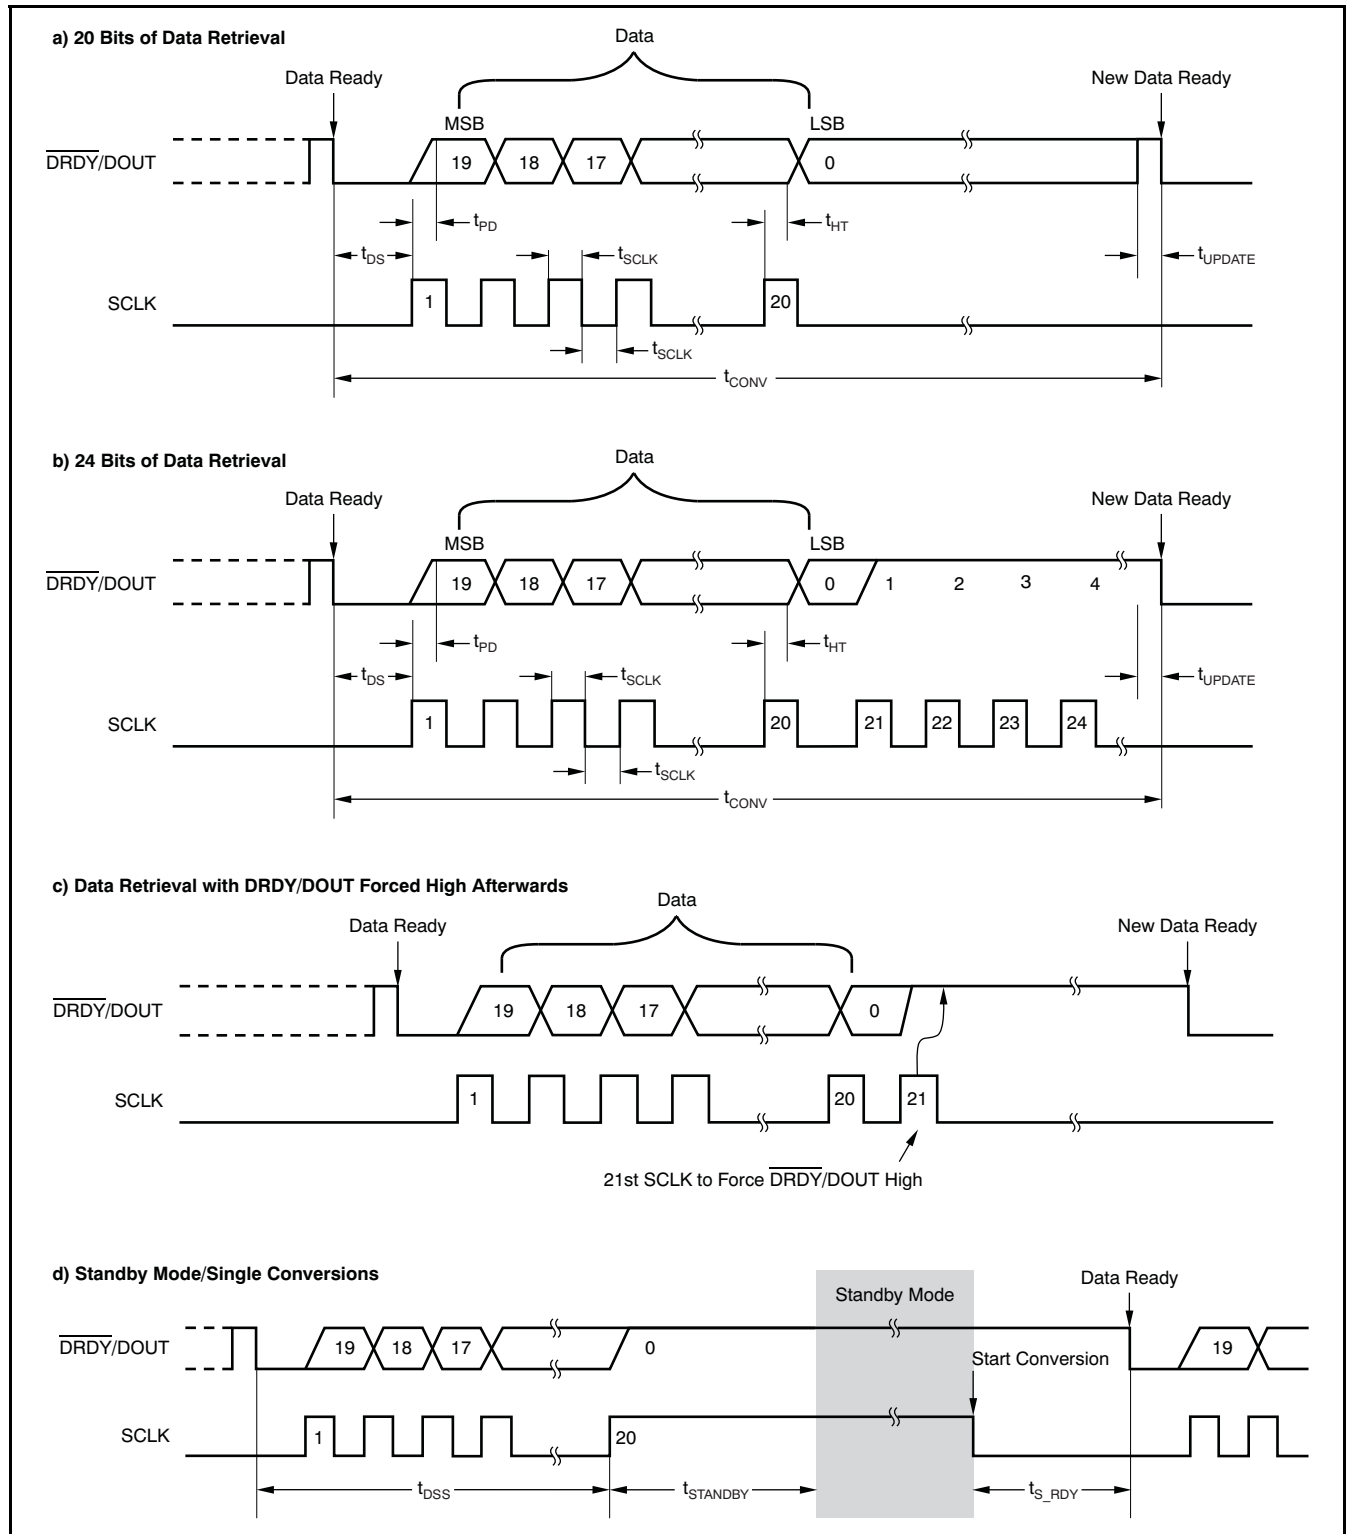 a) 20 Bits of Data Retrieval
Data
Data Ready
New Data Ready
MSB
LSB
DRDY/DOUT
19
18
17
0
tPD
tHT
tDS
tSCLK
tUPDATE
SCLK
1
20
tSCLK
tCONV
b) 24 Bits of Data Retrieval
Data
Data Ready
New Data Ready
MSB
LSB
DRDY/DOUT
19
18
17
0
1
2
3
4
tPD
tHT
tDS
tSCLK
tUPDATE
SCLK
1
20
21
22
23
24
tSCLK
tCONV
c) Data Retrieval with DRDY/DOUT Forced High Afterwards
Data
Data Ready
New Data Ready
DRDY/DOUT
19
18
17
0
SCLK
1
20
21
21st SCLK to Force DRDY/DOUT High
d) Standby Mode/Single Conversions
Data Ready
Standby Mode
DRDY/DOUT
19
18
17
0
19
Start Conversion
SCLK
1
20
tDSS
tSTANDBY
tS_RDY